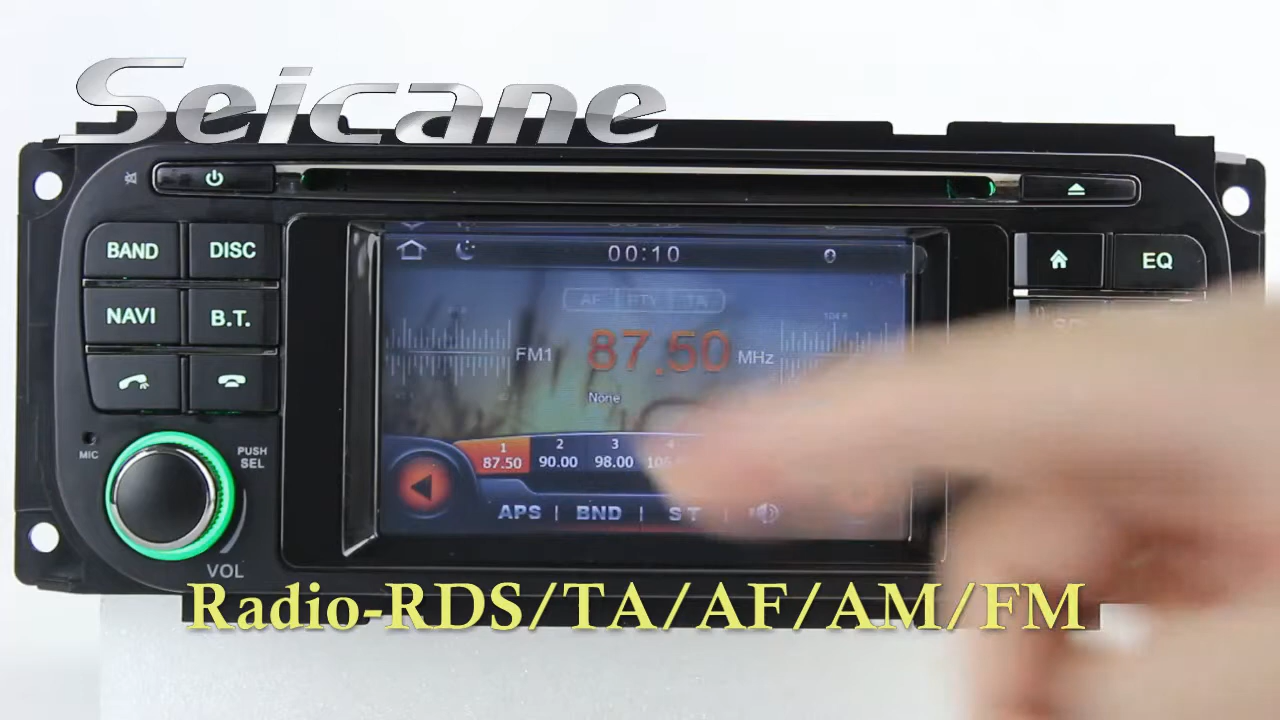 Seicane
BAND
DISC
NAVI
B.T.
MIC
PUSH
SEL
VOL
EQ
00:10
AF PTY TA
FM1 87.50 MHz
None
1 2 3 4
87.50 90.00 98.00
APS | BND | ST
Radio-RDS/TA/AF/AM/FM